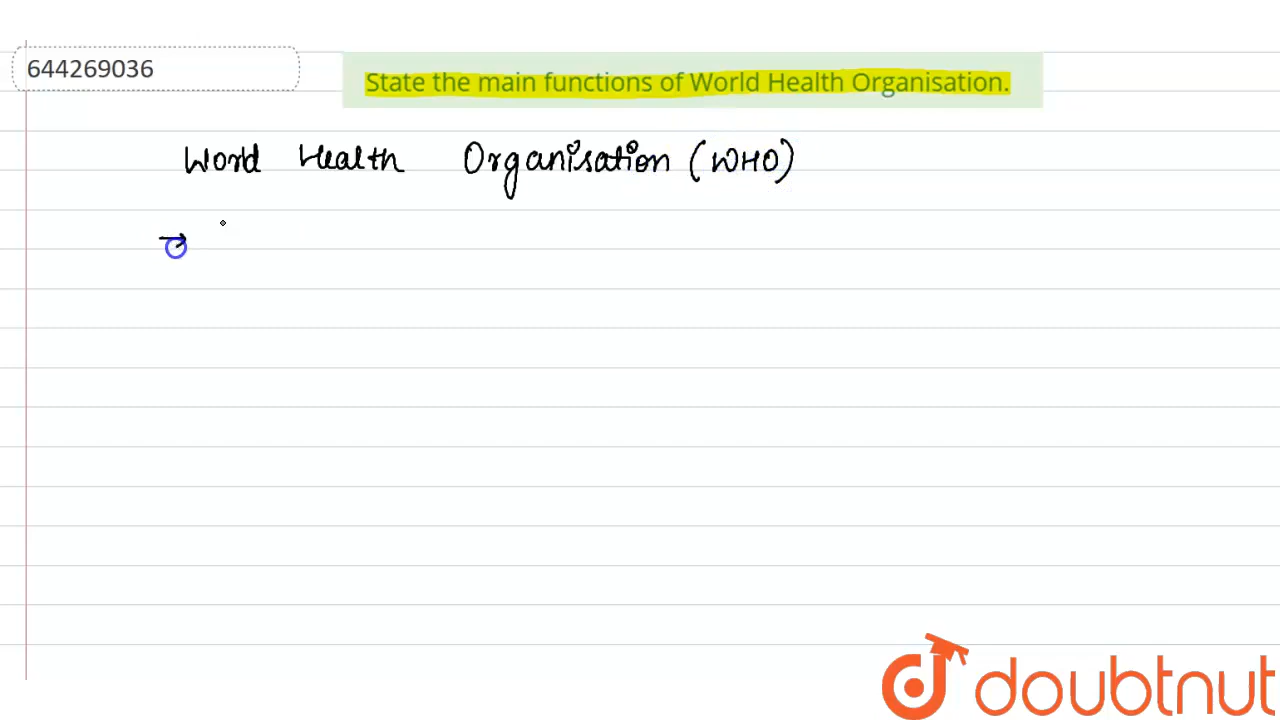 644269036
State the main functions of World Health Organisation.
World Health Organisation (WHO)
→
doubtnut